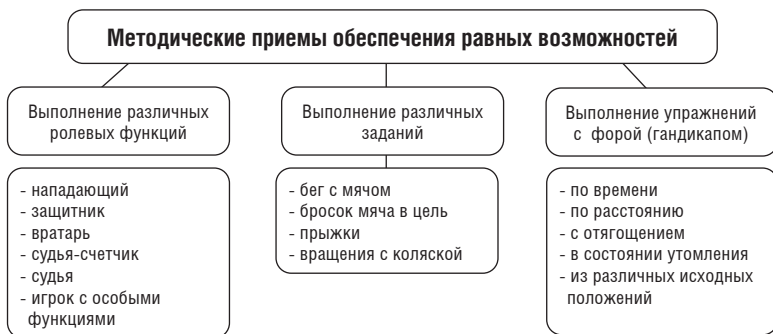 Методические приемы обеспечения равных возможностей
Выполнение различных
ролевых функций
- нападающий
- защитник
- вратарь
- судья-счетчик
- судья
- игрок с особыми
функциями
Выполнение различных
заданий
- бег с мячом
- бросок мяча в цель
- прыжки
- вращения с коляской
Выполнение упражнений
с форой (гандикапом)
- по времени
- по расстоянию
- с отягощением
- в состоянии утомления
- из различных исходных
положений